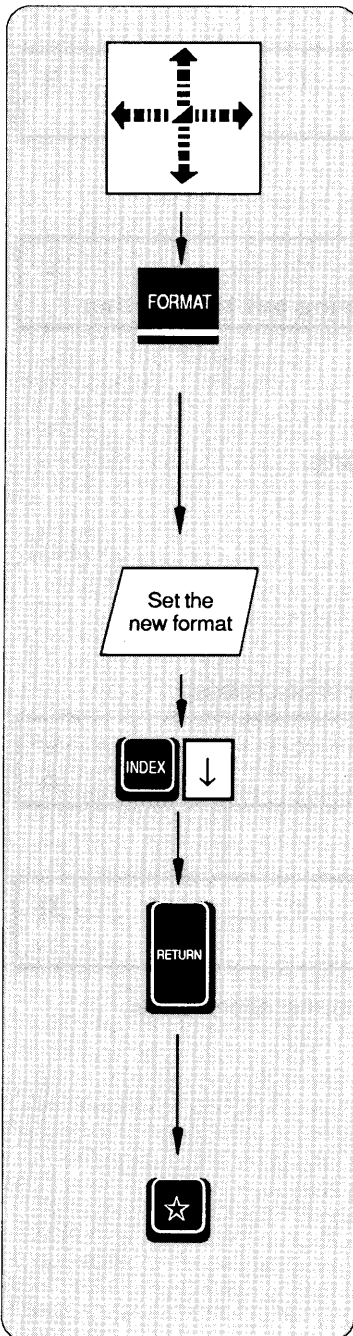 FORMAT
Set the
new format
INDEX ↓
RETURN
☆